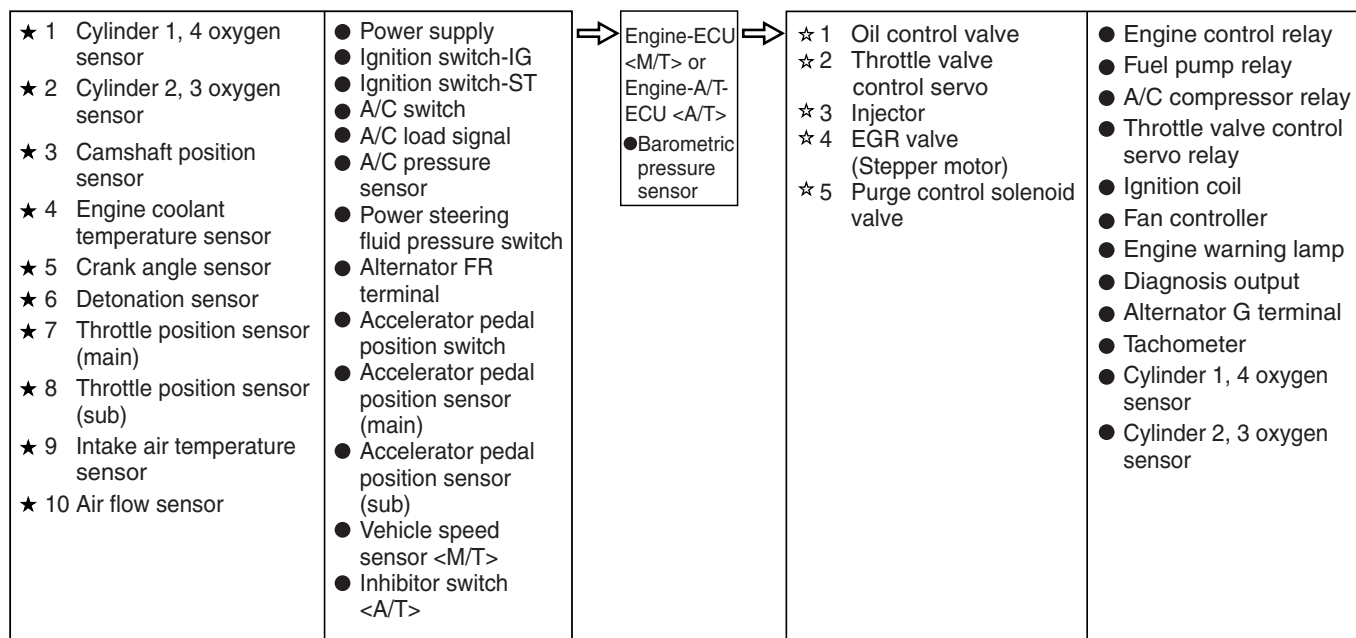 ★ 1 Cylinder 1, 4 oxygen
sensor
★ 2 Cylinder 2, 3 oxygen
sensor
★ 3 Camshaft position
sensor
★ 4 Engine coolant
temperature sensor
★ 5 Crank angle sensor
★ 6 Detonation sensor
★ 7 Throttle position sensor
(main)
★ 8 Throttle position sensor
(sub)
★ 9 Intake air temperature
sensor
★ 10 Air flow sensor
● Power supply
● Ignition switch-IG
● Ignition switch-ST
● A/C switch
● A/C load signal
● A/C pressure
sensor
● Power steering
fluid pressure switch
● Alternator FR
terminal
● Accelerator pedal
position switch
● Accelerator pedal
position sensor
(main)
● Accelerator pedal
position sensor
(sub)
● Vehicle speed
sensor <M/T>
● Inhibitor switch
<A/T>
Engine-ECU
<M/T> or
Engine-A/T-
ECU <A/T>
●Barometric
pressure
sensor
☆ 1 Oil control valve
☆ 2 Throttle valve
control servo
☆ 3 Injector
☆ 4 EGR valve
(Stepper motor)
☆ 5 Purge control solenoid
valve
● Engine control relay
● Fuel pump relay
● A/C compressor relay
● Throttle valve control
servo relay
● Ignition coil
● Fan controller
● Engine warning lamp
● Diagnosis output
● Alternator G terminal
● Tachometer
● Cylinder 1, 4 oxygen
sensor
● Cylinder 2, 3 oxygen
sensor